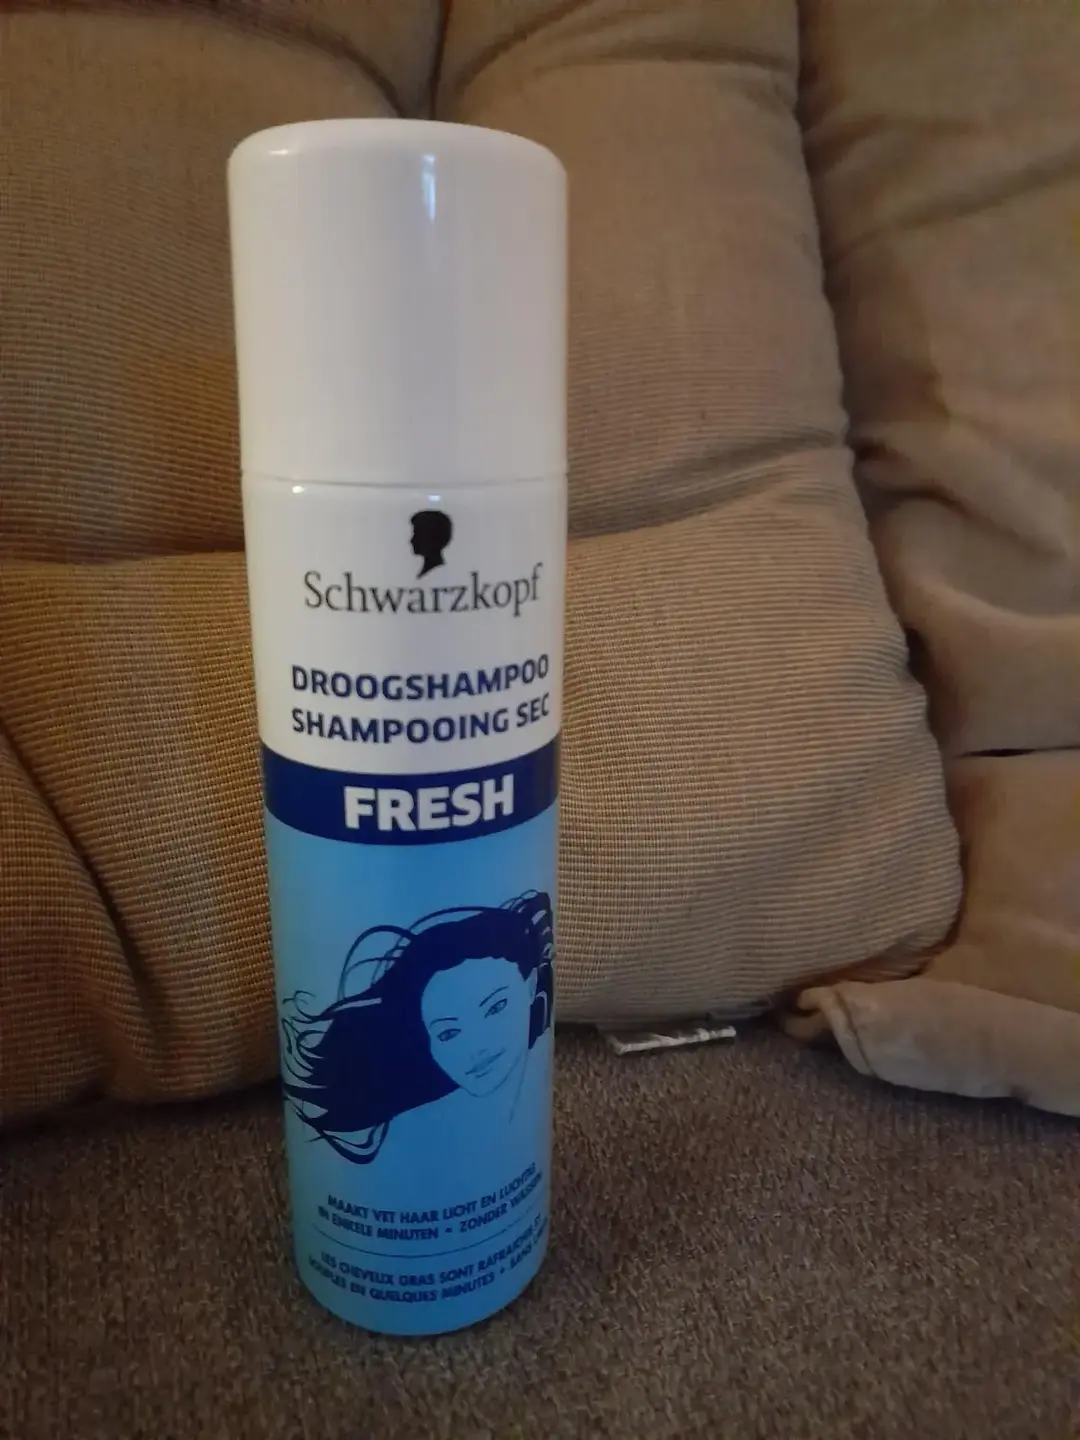 Schwarzkopf
DROOGSHAMPOO
SHAMPOOING SEC
FRESH
MAAKT VET HAAR LICHT EN LUCHTIG
IN ENKELE MINUTEN • ZONDER WASSEN
LES CHEVEUX GRAS SONT RAFRAICHIS ET
SOUPLES EN QUELQUES MINUTES • SANS